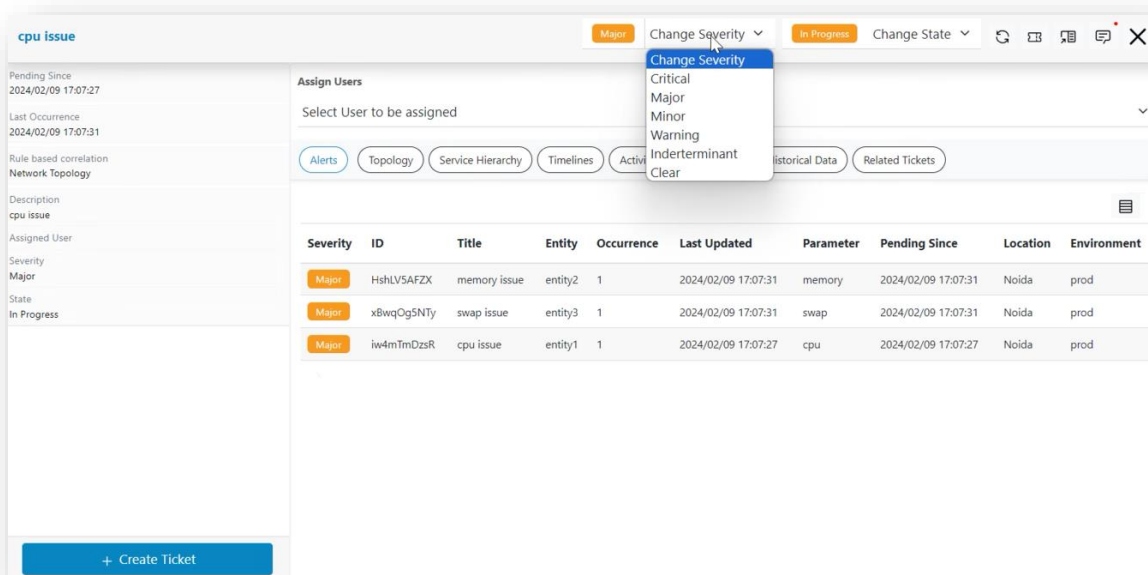 cpu issue
Major
Change Severity
In Progress
Change State
Change Severity
Critical
Major
Minor
Warning
Inderterminant
Clear
Pending Since
2024/02/09 17:07:27
Last Occurrence
2024/02/09 17:07:31
Rule based correlation
Network Topology
Description
cpu issue
Assigned User
Severity
Major
State
In Progress
+ Create Ticket
Assign Users
Select User to be assigned
Alerts Topology Service Hierarchy Timelines Historical Data Related Tickets
Severity ID Title Entity Occurrence Last Updated Parameter Pending Since Location Environment
Major HshLV5AFZX memory issue entity2 1 2024/02/09 17:07:31 memory 2024/02/09 17:07:31 Noida prod
Major xBwqOg5NTy swap issue entity3 1 2024/02/09 17:07:31 swap 2024/02/09 17:07:31 Noida prod
Major iw4mTmDzsR cpu issue entity1 1 2024/02/09 17:07:27 cpu 2024/02/09 17:07:27 Noida prod